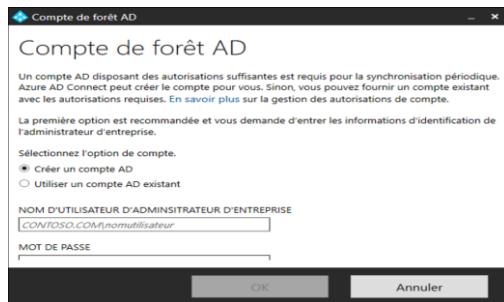 Compte de forêt AD
Compte de forêt AD
Un compte AD disposant des autorisations suffisantes est requis pour la synchronisation périodique.
Azure AD Connect peut créer le compte pour vous. Sinon, vous pouvez fournir un compte existant
avec les autorisations requises. En savoir plus sur la gestion des autorisations de compte.
La première option est recommandée et vous demande d'entrer les informations d'identification de
l'administrateur d'entreprise.
Sélectionnez l'option de compte.
Créer un compte AD
Utiliser un compte AD existant
NOM D'UTILISATEUR D'ADMINSITRATEUR D'ENTREPRISE
CONTOSO.COM\nomutilisateur
MOT DE PASSE
OK
Annuler